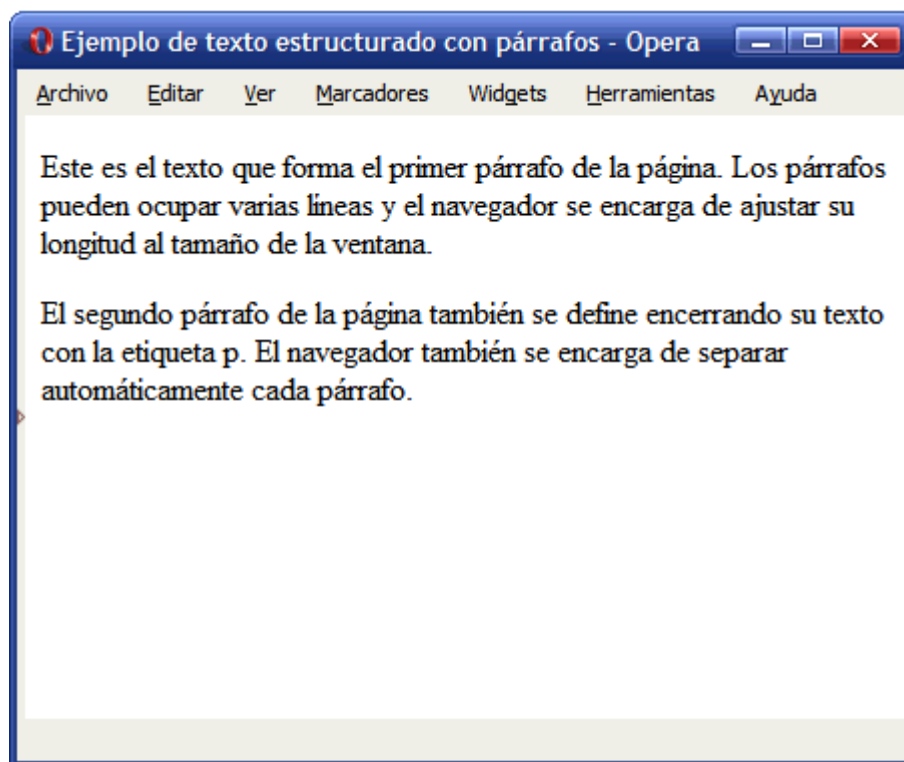 Ejemplo de texto estructurado con párrafos - Opera
Archivo Editar Ver Marcadores Widgets Herramientas Ayuda
Este es el texto que forma el primer párrafo de la página. Los párrafos
pueden ocupar varias líneas y el navegador se encarga de ajustar su
longitud al tamaño de la ventana.
El segundo párrafo de la página también se define encerrando su texto
con la etiqueta p. El navegador también se encarga de separar
automáticamente cada párrafo.